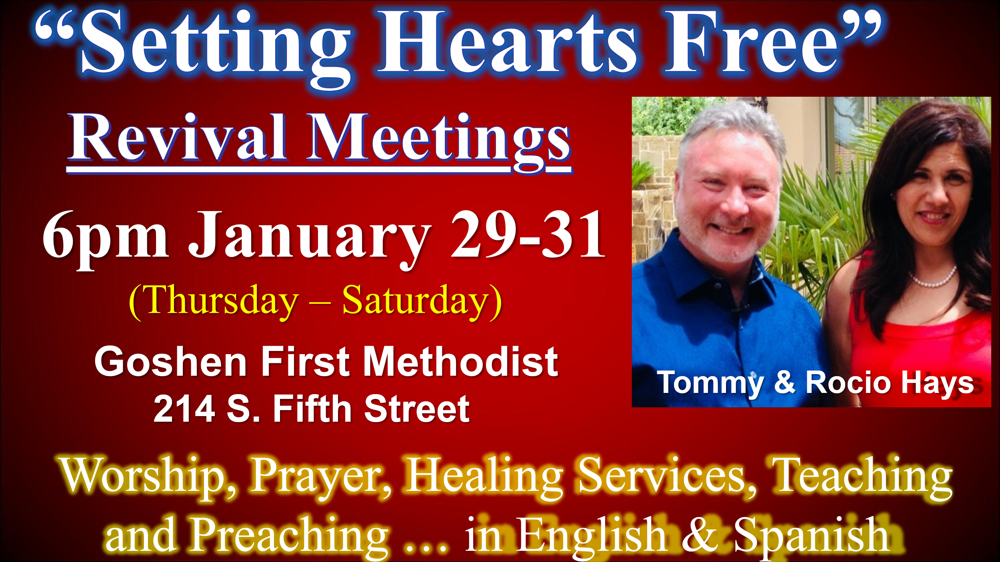 “Setting Hearts Free”
Revival Meetings
6pm January 29-31
(Thursday – Saturday)
Goshen First Methodist
214 S. Fifth Street
Tommy & Rocio Hays
Worship, Prayer, Healing Services, Teaching
and Preaching … in English & Spanish